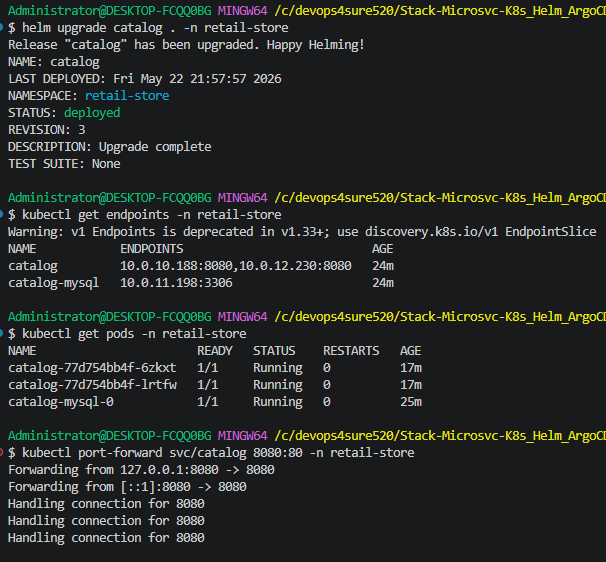 Administrator@DESKTOP-FCQQ0BG MINGW64 /c/devops4sure520/Stack-Microsvc-K8s_Helm_ArgoCD
$ helm upgrade catalog . -n retail-store
Release "catalog" has been upgraded. Happy Helming!
NAME: catalog
LAST DEPLOYED: Fri May 22 21:57:57 2026
NAMESPACE: retail-store
STATUS: deployed
REVISION: 3
DESCRIPTION: Upgrade complete
TEST SUITE: None
Administrator@DESKTOP-FCQQ0BG MINGW64 /c/devops4sure520/Stack-Microsvc-K8s_Helm_ArgoCD
$ kubectl get endpoints -n retail-store
Warning: v1 Endpoints is deprecated in v1.33+; use discovery.k8s.io/v1 EndpointSlice
NAME ENDPOINTS AGE
catalog 10.0.10.188:8080,10.0.12.230:8080 24m
catalog-mysql 10.0.11.198:3306 24m
Administrator@DESKTOP-FCQQ0BG MINGW64 /c/devops4sure520/Stack-Microsvc-K8s_Helm_ArgoCD
$ kubectl get pods -n retail-store
NAME READY STATUS RESTARTS AGE
catalog-77d754bb4f-6zkxt 1/1 Running 0 17m
catalog-77d754bb4f-lrtfw 1/1 Running 0 17m
catalog-mysql-0 1/1 Running 0 25m
Administrator@DESKTOP-FCQQ0BG MINGW64 /c/devops4sure520/Stack-Microsvc-K8s_Helm_ArgoCD
$ kubectl port-forward svc/catalog 8080:80 -n retail-store
Forwarding from 127.0.0.1:8080 -> 8080
Forwarding from [::1]:8080 -> 8080
Handling connection for 8080
Handling connection for 8080
Handling connection for 8080